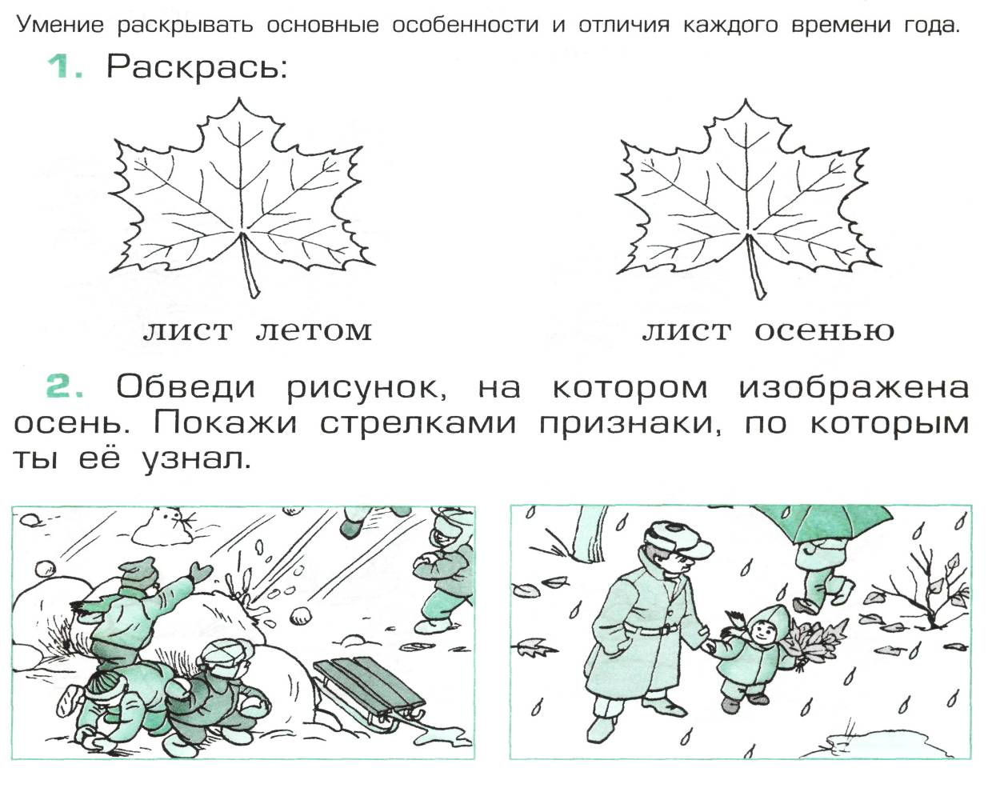 Умение раскрывать основные особенности и отличия каждого времени года.
1. Раскрась:
лист летом
лист осенью
2. Обведи рисунок, на котором изображена
осень. Покажи стрелками признаки, по которым
ты её узнал.